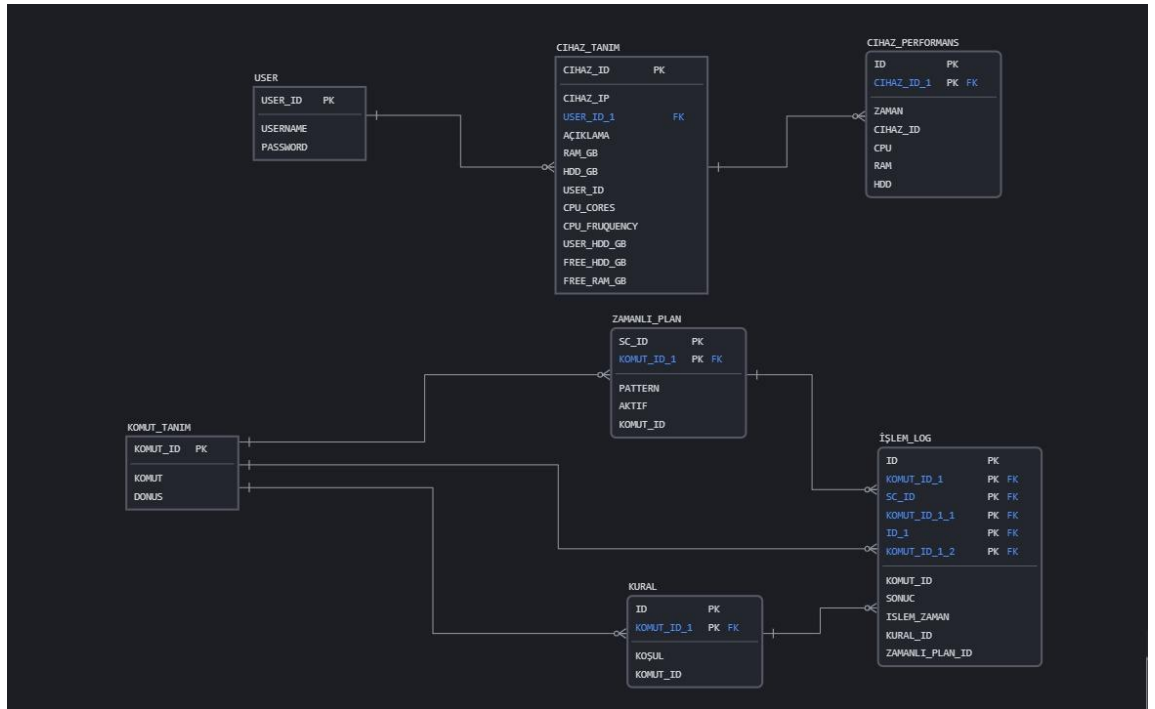 USER
USER_ID PK
USERNAME
PASSWORD
CIHAZ_TANIM
CIHAZ_ID PK
CIHAZ_IP
USER_ID_1 FK
AÇIKLAMA
RAM_GB
HDD_GB
USER_ID
CPU_CORES
CPU_FRUQUENCY
USER_HDD_GB
FREE_HDD_GB
FREE_RAM_GB
CIHAZ_PERFORMANS
ID PK
CIHAZ_ID_1 PK FK
ZAMAN
CIHAZ_ID
CPU
RAM
HDD
ZAMANLI_PLAN
SC_ID PK
KOMUT_ID_1 PK FK
PATTERN
AKTIF
KOMUT_ID
KOMUT_TANIM
KOMUT_ID PK
KOMUT
DONUS
İŞLEM_LOG
ID PK
KOMUT_ID_1 PK FK
SC_ID PK FK
KOMUT_ID_1_1 PK FK
ID_1 PK FK
KOMUT_ID_1_2 PK FK
KOMUT_ID
SONUC
ISLEM_ZAMAN
KURAL_ID
ZAMANLI_PLAN_ID
KURAL
ID PK
KOMUT_ID_1 PK FK
KOŞUL
KOMUT_ID